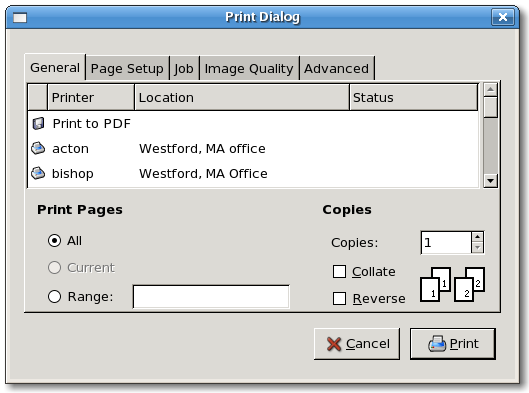 Print Dialog
General Page Setup Job Image Quality Advanced
Printer Location Status
Print to PDF
acton Westford, MA office
bishop Westford, MA Office
Print Pages Copies
All Copies: 1
Current Collate
Range: Reverse
1 1 2 2
Cancel Print